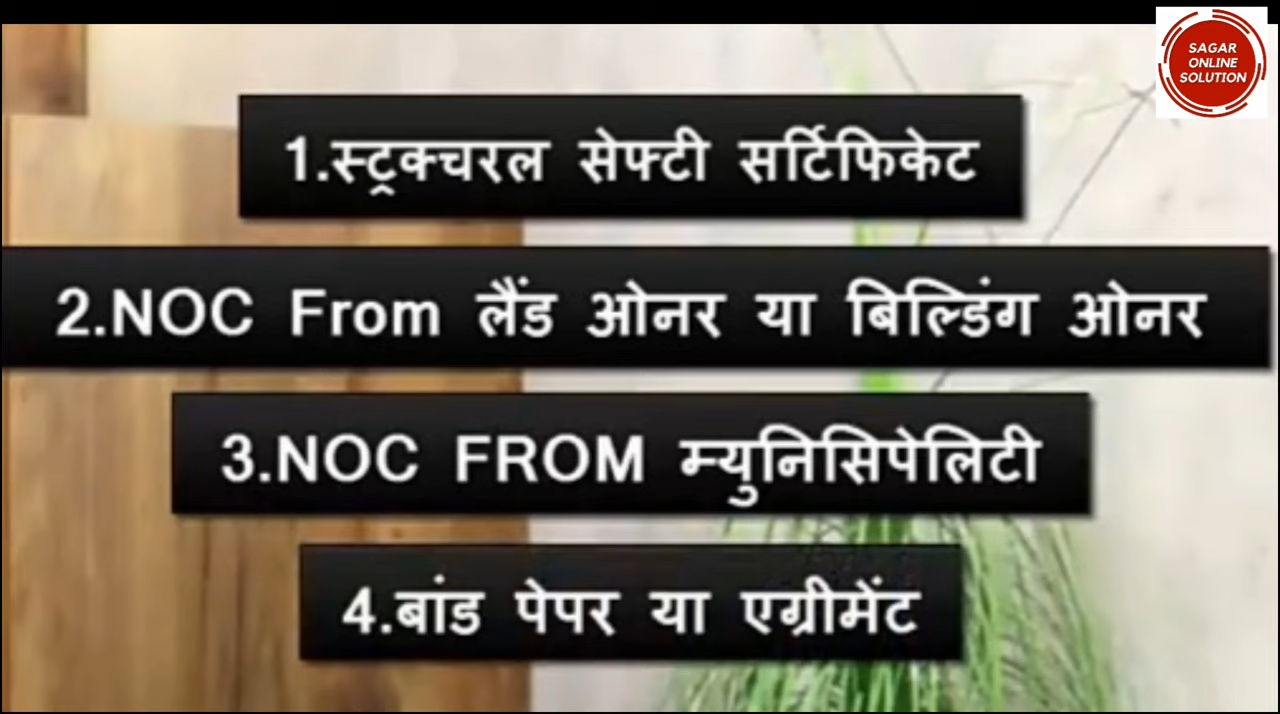 SAGAR
ONLINE
SOLUTION
1.स्ट्रक्चरल सेफ्टी सर्टिफिकेट
2.NOC From लैंड ओनर या बिल्डिंग ओनर
3.NOC FROM म्युनिसिपेलिटी
4.बांड पेपर या एग्रीमेंट